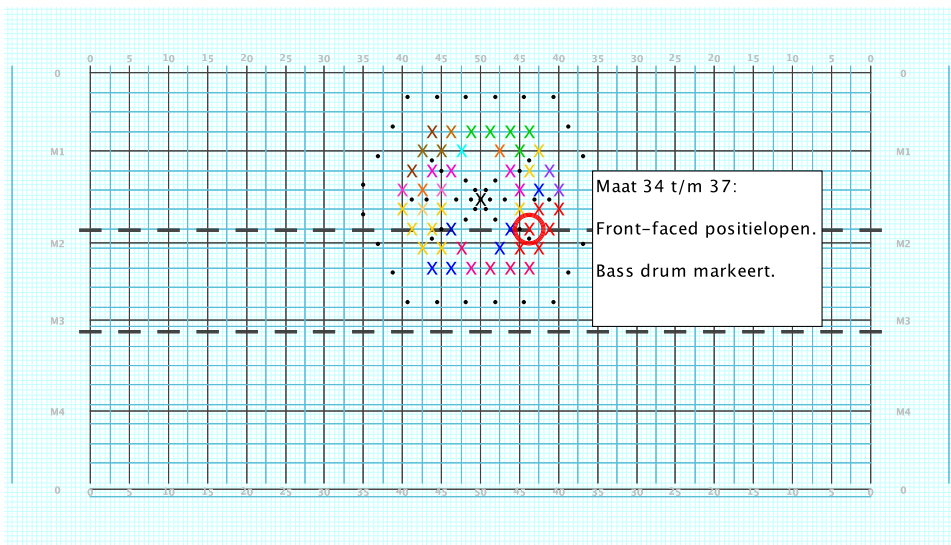 0 5 10 15 20 25 30 35 40 45 50 45 40 35 30 25 20 15 10 5 0
0 0
M1 M1
Maat 34 t/m 37:
Front-faced positielopen.
M2 M2
Bass drum markeert.
M3 M3
M4 M4
0 0
0 5 10 15 20 25 30 35 40 45 50 45 40 35 30 25 20 15 10 5 0